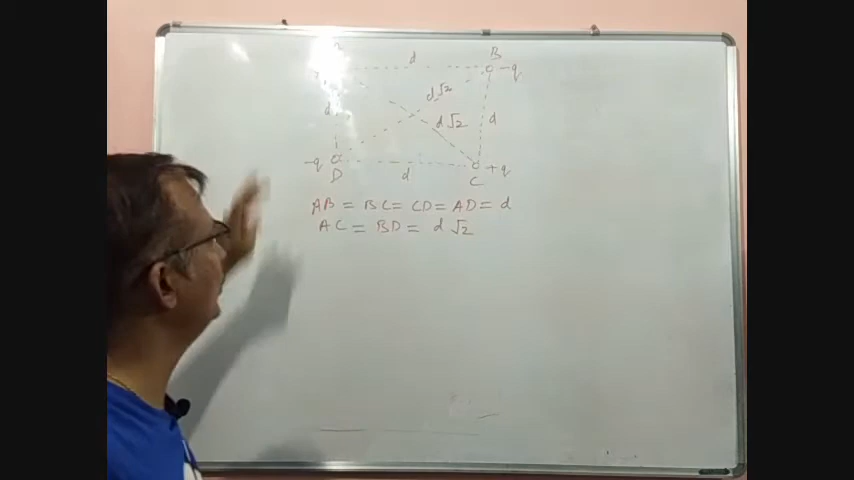 d
B
-q
d√2
d
d√2
d
-q
D
d
C
+q
AB = BC = CD = AD = d
AC = BD = d√2